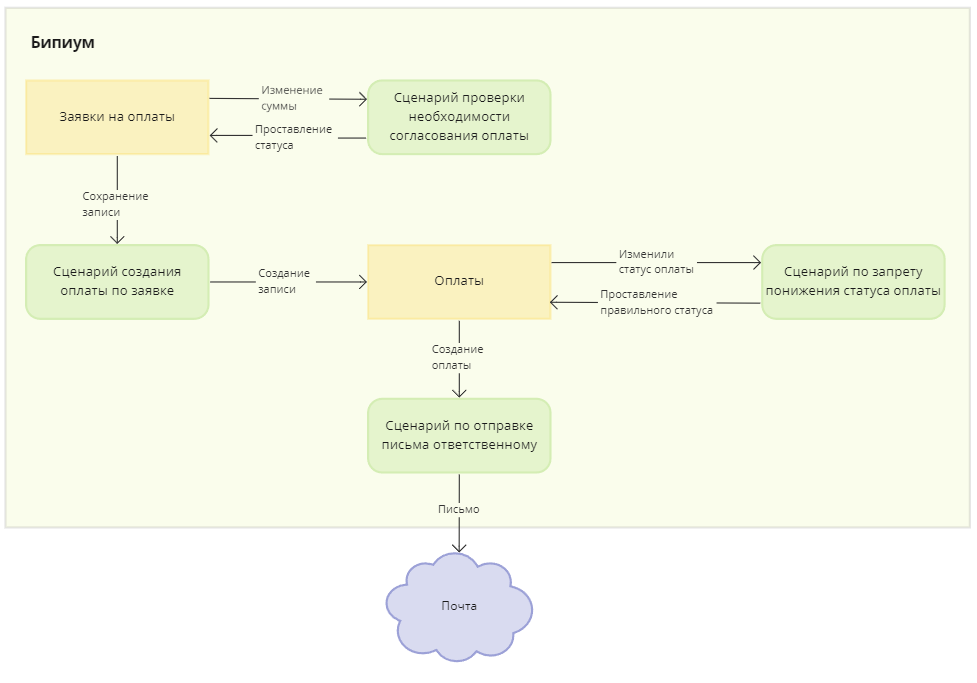 Бипиум
Заявки на оплаты
Изменение
суммы
Проставление
статуса
Сценарий проверки
необходимости
согласования оплаты
Сохранение
записи
Сценарий создания
оплаты по заявке
Создание
записи
Оплаты
Изменили
статус оплаты
Проставление
правильного статуса
Сценарий по запрету
понижения статуса оплаты
Создание
оплаты
Сценарий по отправке
письма ответственному
Письмо
Почта